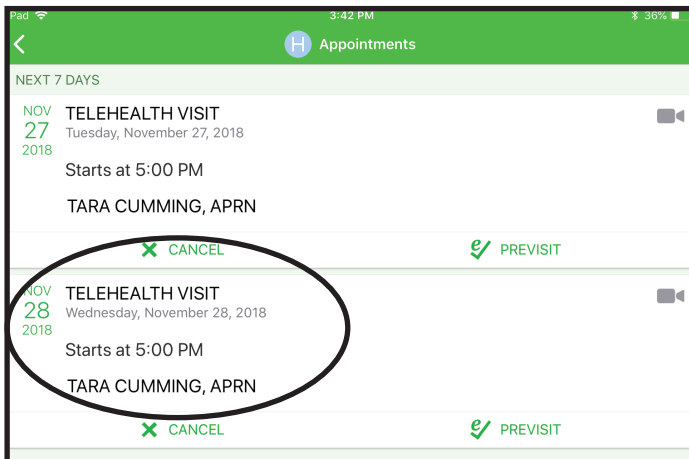 Pad 3:42 PM 36%
H Appointments
NEXT 7 DAYS
NOV
27
2018
TELEHEALTH VISIT
Tuesday, November 27, 2018
Starts at 5:00 PM
TARA CUMMING, APRN
CANCEL
PREVISIT
NOV
28
2018
TELEHEALTH VISIT
Wednesday, November 28, 2018
Starts at 5:00 PM
TARA CUMMING, APRN
CANCEL
PREVISIT